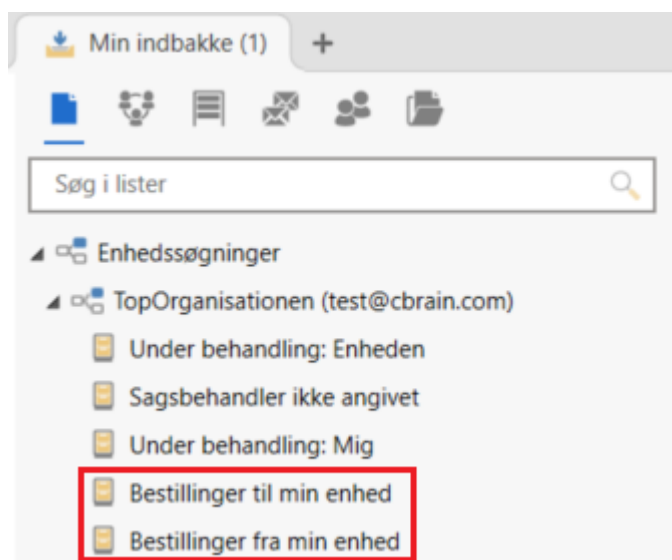 Min indbakke (1)
Søg i lister
Enhedssøgninger
TopOrganisationen (test@cbrain.com)
Under behandling: Enheden
Sagsbehandler ikke angivet
Under behandling: Mig
Bestillinger til min enhed
Bestillinger fra min enhed